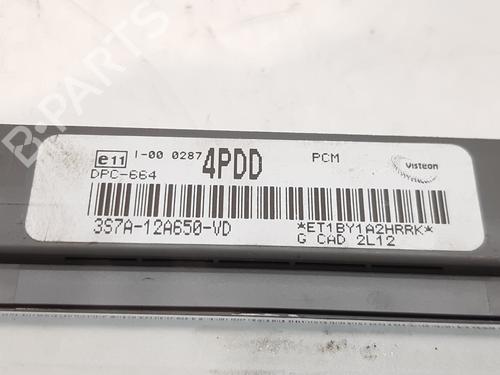 e11 I-00 0287 4PDD PCM
DPC-664
Visteon
3S7A-12A650-VD
*ET1BY1A2HRRK*
G CAD 2L12
B-PARTS